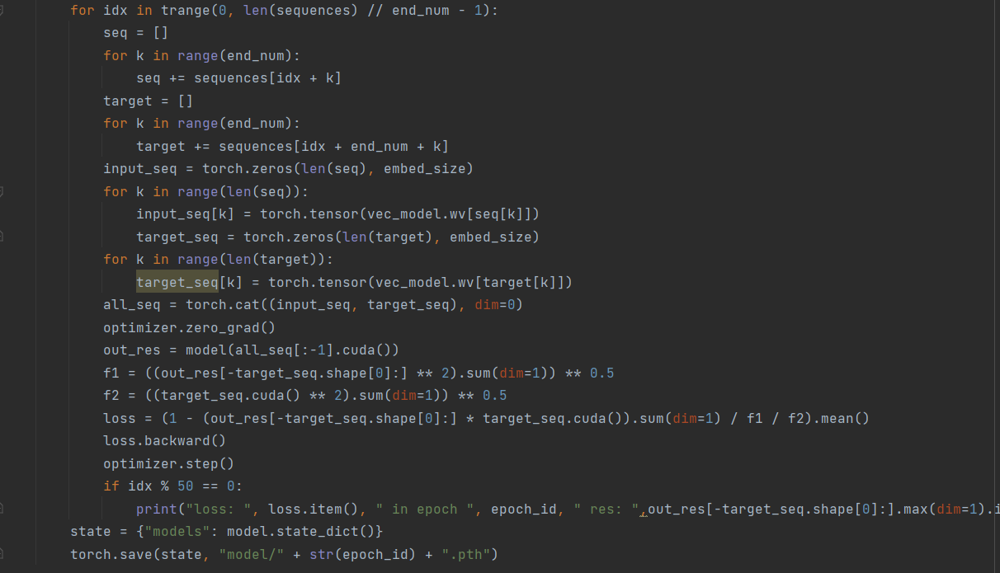 for idx in trange(0, len(sequences) // end_num - 1):
seq = []
for k in range(end_num):
seq += sequences[idx + k]
target = []
for k in range(end_num):
target += sequences[idx + end_num + k]
input_seq = torch.zeros(len(seq), embed_size)
for k in range(len(seq)):
input_seq[k] = torch.tensor(vec_model.wv[seq[k]])
target_seq = torch.zeros(len(target), embed_size)
for k in range(len(target)):
target_seq[k] = torch.tensor(vec_model.wv[target[k]])
all_seq = torch.cat((input_seq, target_seq), dim=0)
optimizer.zero_grad()
out_res = model(all_seq[:-1].cuda())
f1 = ((out_res[-target_seq.shape[0]:] ** 2).sum(dim=1)) ** 0.5
f2 = ((target_seq.cuda() ** 2).sum(dim=1)) ** 0.5
loss = (1 - (out_res[-target_seq.shape[0]:] * target_seq.cuda()).sum(dim=1) / f1 / f2).mean()
loss.backward()
optimizer.step()
if idx % 50 == 0:
print("loss: ", loss.item(), " in epoch ", epoch_id, " res: ",out_res[-target_seq.shape[0]:].max(dim=1).i
state = {"models": model.state_dict()}
torch.save(state, "model/" + str(epoch_id) + ".pth")